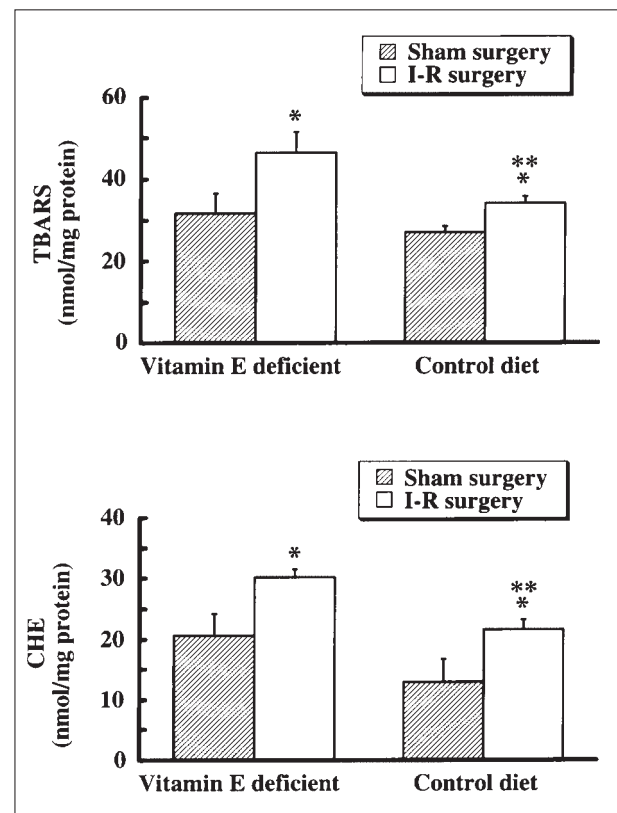 Sham surgery
I-R surgery
TBARS
(nmol/mg protein)
60
40
20
0
*
**
*
Vitamin E deficient
Control diet
Sham surgery
I-R surgery
CHE
(nmol/mg protein)
40
30
20
10
0
*
**
*
Vitamin E deficient
Control diet